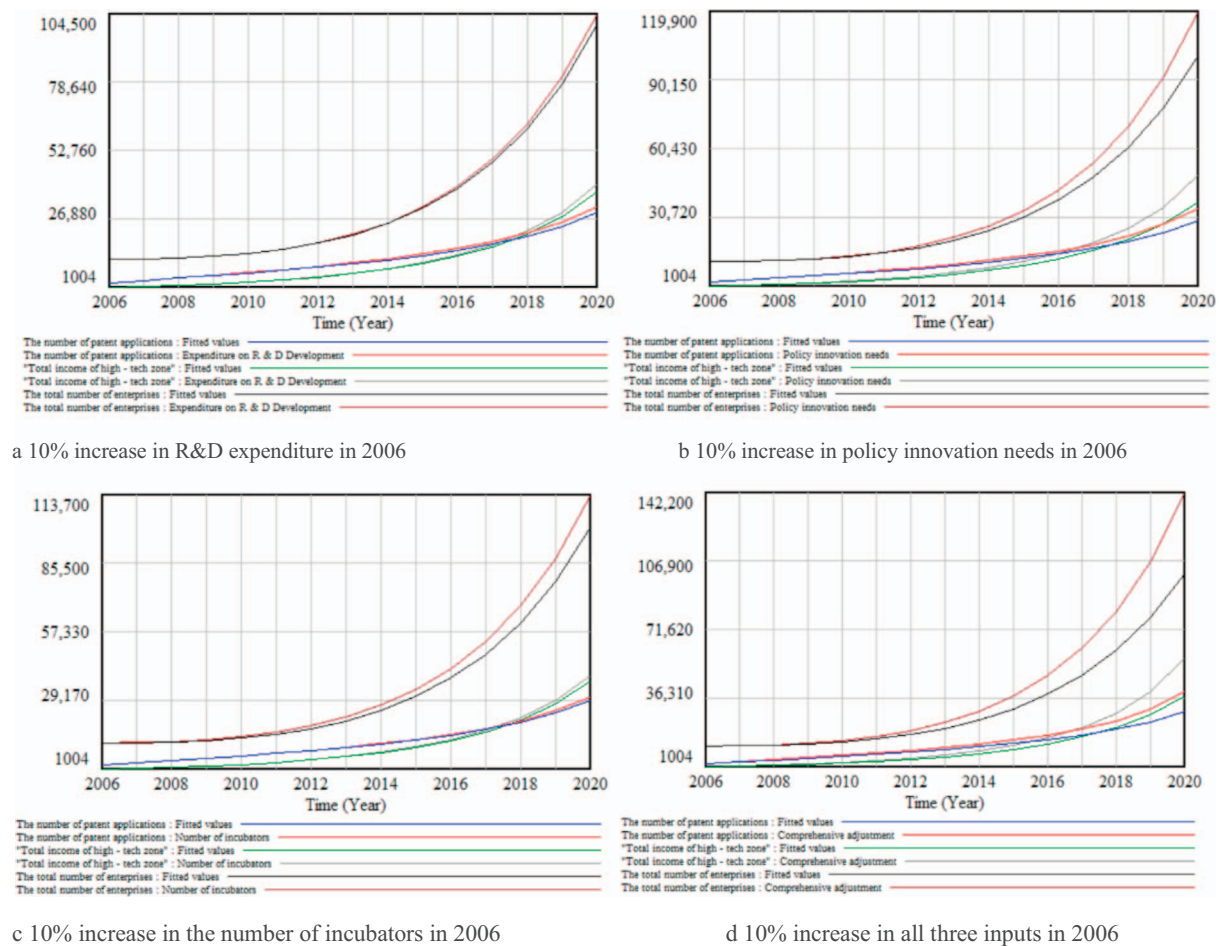 104,500
78,640
52,760
26,880
1004
2006 2008 2010 2012 2014 2016 2018 2020
Time (Year)
The number of patent applications : Fitted values
The number of patent applications : Expenditure on R & D Development
"Total income of high - tech zone" : Fitted values
"Total income of high - tech zone" : Expenditure on R & D Development
The total number of enterprises : Fitted values
The total number of enterprises : Expenditure on R & D Development
a 10% increase in R&D expenditure in 2006
119,900
90,150
60,430
30,720
1004
2006 2008 2010 2012 2014 2016 2018 2020
Time (Year)
The number of patent applications : Fitted values
The number of patent applications : Policy innovation needs
"Total income of high - tech zone" : Fitted values
"Total income of high - tech zone" : Policy innovation needs
The total number of enterprises : Fitted values
The total number of enterprises : Policy innovation needs
b 10% increase in policy innovation needs in 2006
113,700
85,500
57,330
29,170
1004
2006 2008 2010 2012 2014 2016 2018 2020
Time (Year)
The number of patent applications : Fitted values
The number of patent applications : Number of incubators
"Total income of high - tech zone" : Fitted values
"Total income of high - tech zone" : Number of incubators
The total number of enterprises : Fitted values
The total number of enterprises : Number of incubators
c 10% increase in the number of incubators in 2006
142,200
106,900
71,620
36,310
1004
2006 2008 2010 2012 2014 2016 2018 2020
Time (Year)
The number of patent applications : Fitted values
The number of patent applications : Comprehensive adjustment
"Total income of high - tech zone" : Fitted values
"Total income of high - tech zone" : Comprehensive adjustment
The total number of enterprises : Fitted values
The total number of enterprises : Comprehensive adjustment
d 10% increase in all three inputs in 2006